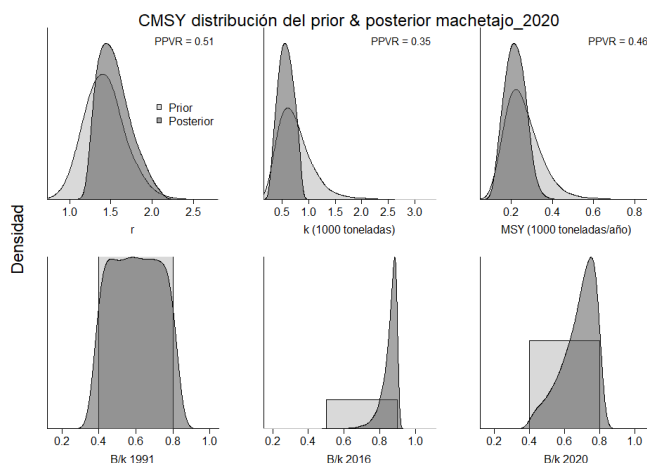 CMSY distribución del prior & posterior machetajo_2020
PPVR = 0.51
PPVR = 0.35
PPVR = 0.46
Prior
Posterior
1.0 1.5 2.0 2.5
r
0.5 1.0 1.5 2.0 2.5 3.0
k (1000 toneladas)
0.2 0.4 0.6 0.8
MSY (1000 toneladas/año)
Densidad
0.2 0.4 0.6 0.8 1.0
B/k 1991
0.2 0.4 0.6 0.8 1.0
B/k 2016
0.2 0.4 0.6 0.8 1.0
B/k 2020